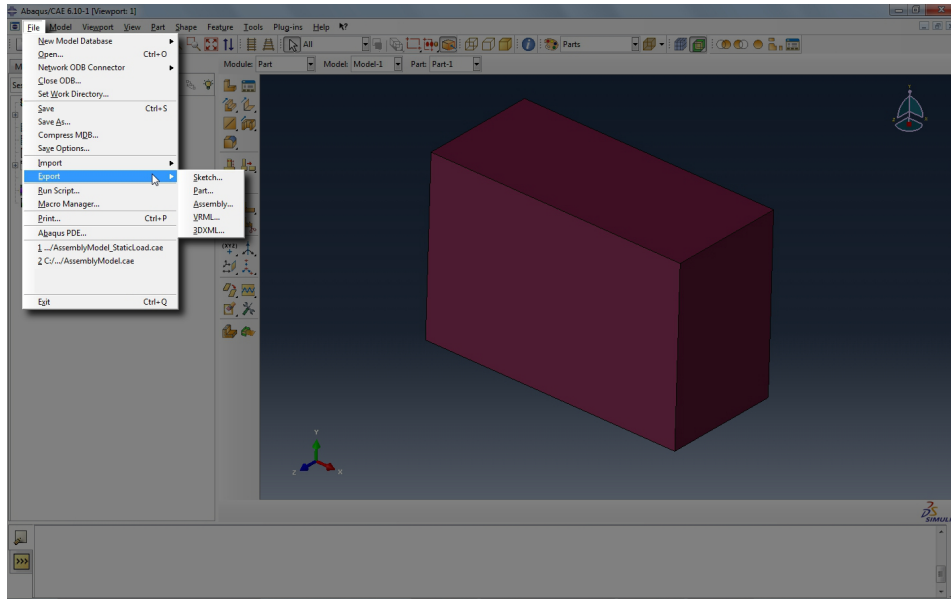 Abaqus/CAE 6.10-1 [Viewport: 1]
File Model Viewport View Part Shape Feature Tools Plug-ins Help
All
Parts
Module: Part Model: Model-1 Part: Part-1
New Model Database
Open... Ctrl+O
Network ODB Connector
Close ODB...
Set Work Directory...
Save Ctrl+S
Save As...
Compress MDB...
Save Options...
Import
Export
Run Script...
Macro Manager...
Print... Ctrl+P
Abaqus PDE...
1 .../AssemblyModel_StaticLoad.cae
2 C:/.../AssemblyModel.cae
Exit Ctrl+Q
Sketch...
Part...
Assembly...
VRML...
3DXML...
(XYZ)
Y
Z X
Y
Z X
SIMULI
>>>